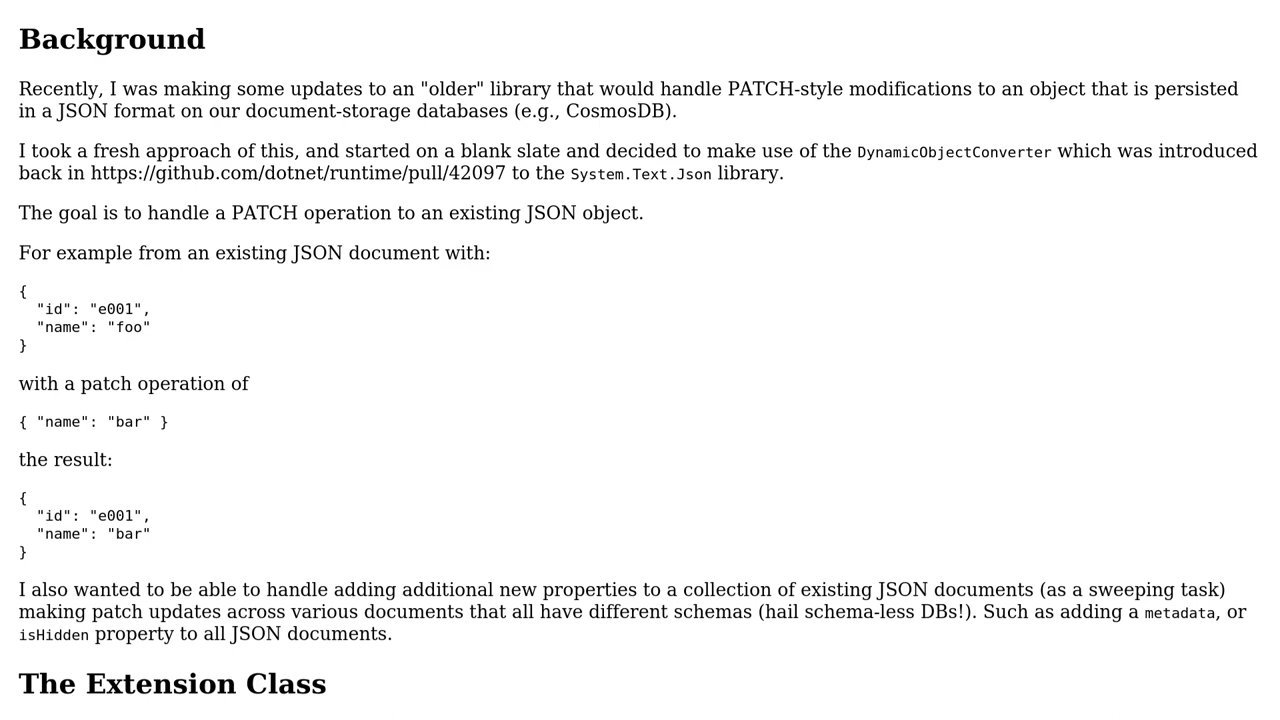 Background
Recently, I was making some updates to an "older" library that would handle PATCH-style modifications to an object that is persisted
in a JSON format on our document-storage databases (e.g., CosmosDB).
I took a fresh approach of this, and started on a blank slate and decided to make use of the DynamicObjectConverter which was introduced
back in https://github.com/dotnet/runtime/pull/42097 to the System.Text.Json library.
The goal is to handle a PATCH operation to an existing JSON object.
For example from an existing JSON document with:
{
  "id": "e001",
  "name": "foo"
}
with a patch operation of
{ "name": "bar" }
the result:
{
  "id": "e001",
  "name": "bar"
}
I also wanted to be able to handle adding additional new properties to a collection of existing JSON documents (as a sweeping task)
making patch updates across various documents that all have different schemas (hail schema-less DBs!). Such as adding a metadata, or
isHidden property to all JSON documents.
The Extension Class